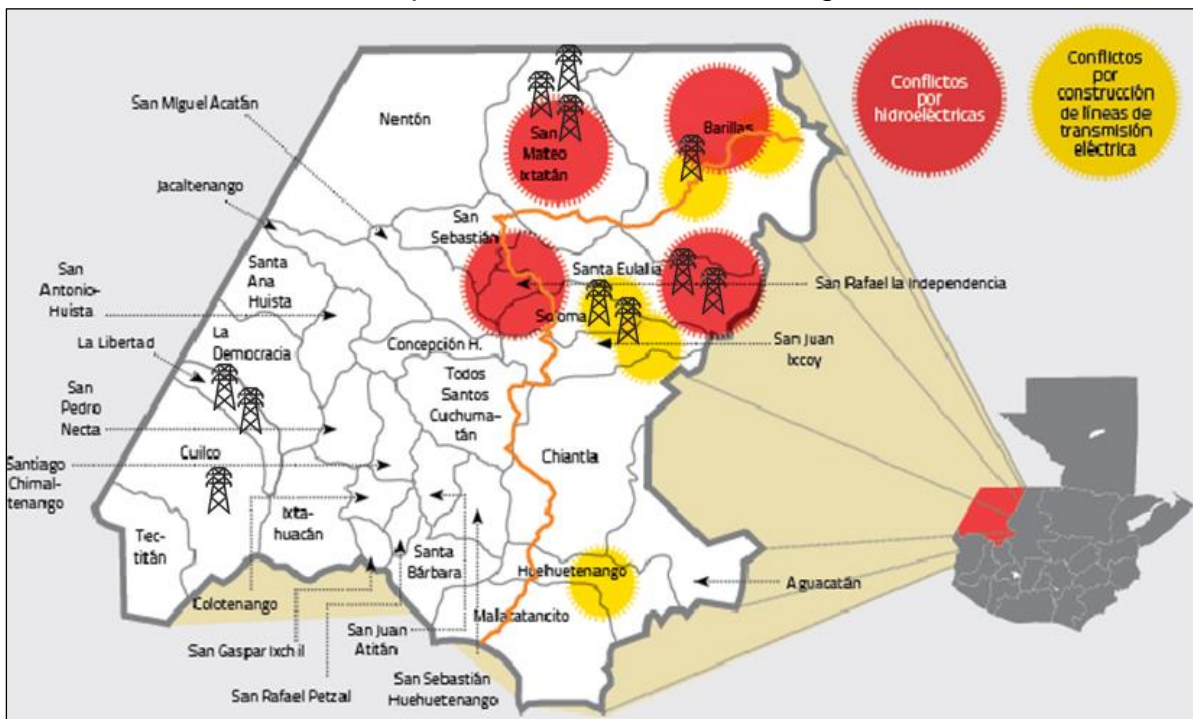 Conflictos
por
hidroeléctricas
Conflictos
por
construcción
de líneas de
transmisión
eléctrica
San Miguel Acatán
Nentón
San
Mateo
Ixtatán
Barillas
Jacaltenango
San
Sebastián
San
Antonio-
Huista
Santa
Ana
Huista
Santa Eulalia
San Rafael la independencia
Soloma
La Libertad
La
Democracia
Concepción H.
San Juan
Ixcoy
San
Pedro
Necta
Todos
Santos
Cuchuma-
tán
Cuilco
Chiantla
Santiago
Chimal-
tenango
Ixta-
huacán
Tec-
titán
Santa
Bárbara
Huehuetenango
Aguacatán
Colotenango
Malacatancito
San Juan
Atitán
San Gaspar Ixchil
San Rafael Petzal
San Sebastián
Huehuetenango